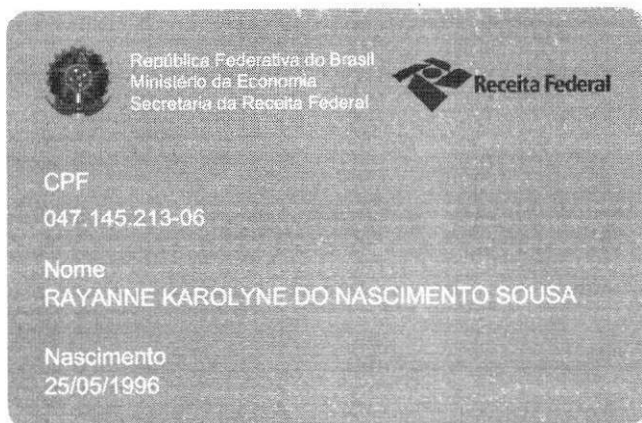 República Federativa do Brasil
Ministério da Economia
Secretaria da Receita Federal
Receita Federal
CPF
047.145.213-06
Nome
RAYANNE KAROLYNE DO NASCIMENTO SOUSA
Nascimento
25/05/1996